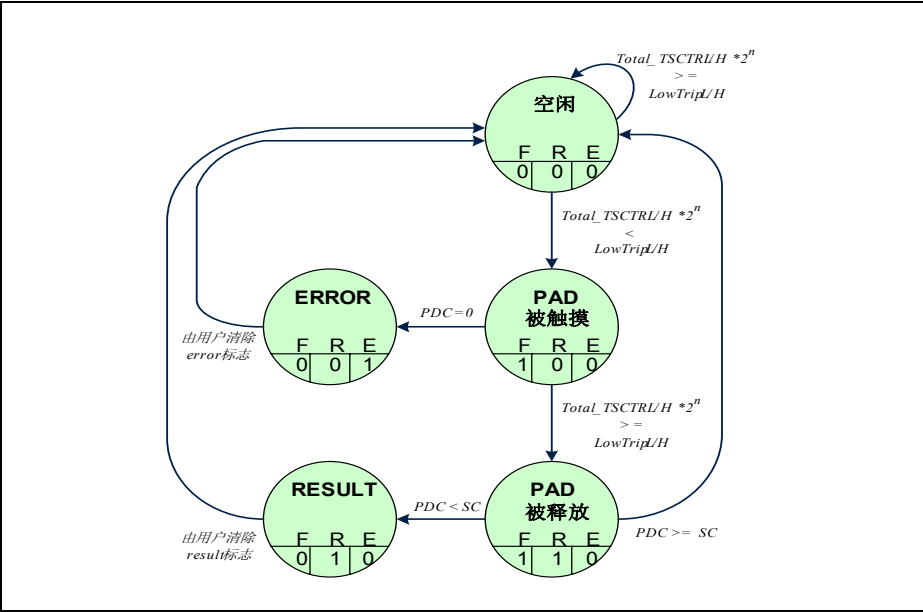 Total_TSCTRL/H *2^n
>=
LowTripL/H
空闲
F R E
0 0 0
Total_TSCTRL/H *2^n
<
LowTripL/H
ERROR
F R E
0 0 1
PDC=0
PAD
被触摸
F R E
1 0 0
由用户清除
error标志
Total_TSCTRL/H *2^n
>=
LowTripL/H
RESULT
F R E
0 1 0
PDC < SC
PAD
被释放
F R E
1 1 0
PDC >= SC
由用户清除
result标志